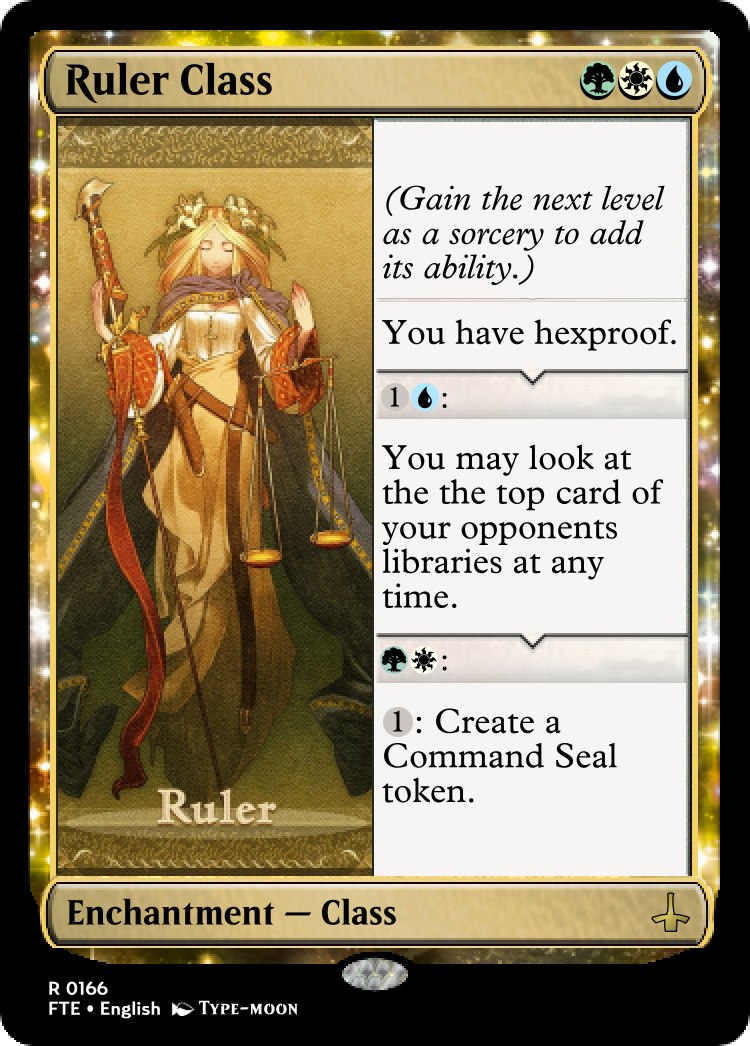 Ruler Class
(Gain the next level
as a sorcery to add
its ability.)
You have hexproof.
1 :
You may look at
the the top card of
your opponents
libraries at any
time.
:
1: Create a
Command Seal
token.
Ruler
Enchantment — Class
R 0166
FTE • English TYPE-MOON